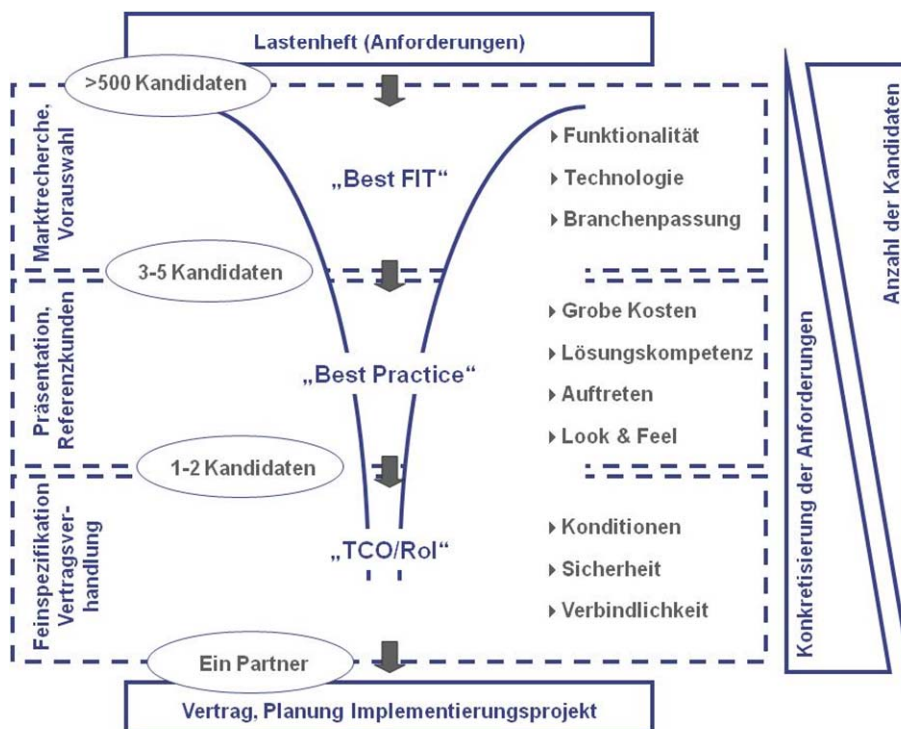 Lastenheft (Anforderungen)
>500 Kandidaten
Marktrecherche,
Vorauswahl
„Best FIT“
Funktionalität
Technologie
Branchenpassung
3-5 Kandidaten
Präsentation,
Referenzkunden
„Best Practice“
Grobe Kosten
Lösungskompetenz
Auftreten
Look & Feel
1-2 Kandidaten
Feinspezifikation
Vertragsver-
handlung
„TCO/RoI“
Konditionen
Sicherheit
Verbindlichkeit
Ein Partner
Vertrag, Planung Implementierungsprojekt
Konkretisierung der Anforderungen
Anzahl der Kandidaten